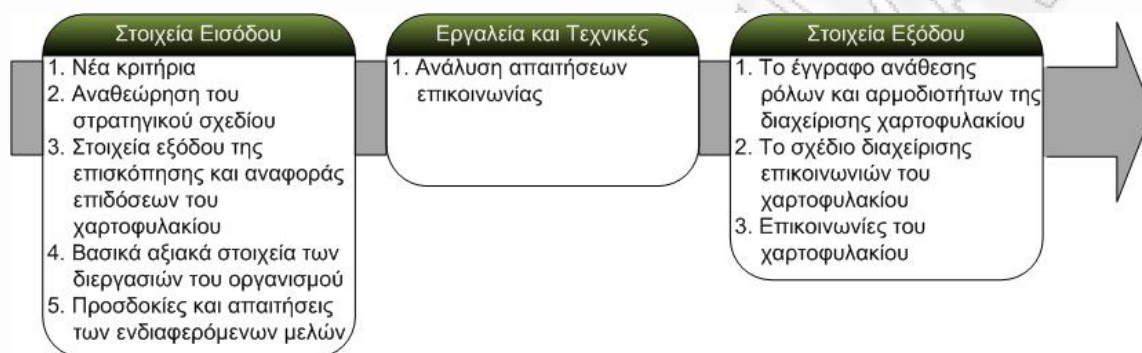 Στοιχεία Εισόδου
1. Νέα κριτήρια
2. Αναθεώρηση του
στρατηγικού σχεδίου
3. Στοιχεία εξόδου της
επισκόπησης και αναφοράς
επιδόσεων του
χαρτοφυλακίου
4. Βασικά αξιακά στοιχεία των
διεργασιών του οργανισμού
5. Προσδοκίες και απαιτήσεις
των ενδιαφερόμενων μελών
Εργαλεία και Τεχνικές
1. Ανάλυση απαιτήσεων
επικοινωνίας
Στοιχεία Εξόδου
1. Το έγγραφο ανάθεσης
ρόλων και αρμοδιοτήτων της
διαχείρισης χαρτοφυλακίου
2. Το σχέδιο διαχείρισης
επικοινωνιών του
χαρτοφυλακίου
3. Επικοινωνίες του
χαρτοφυλακίου